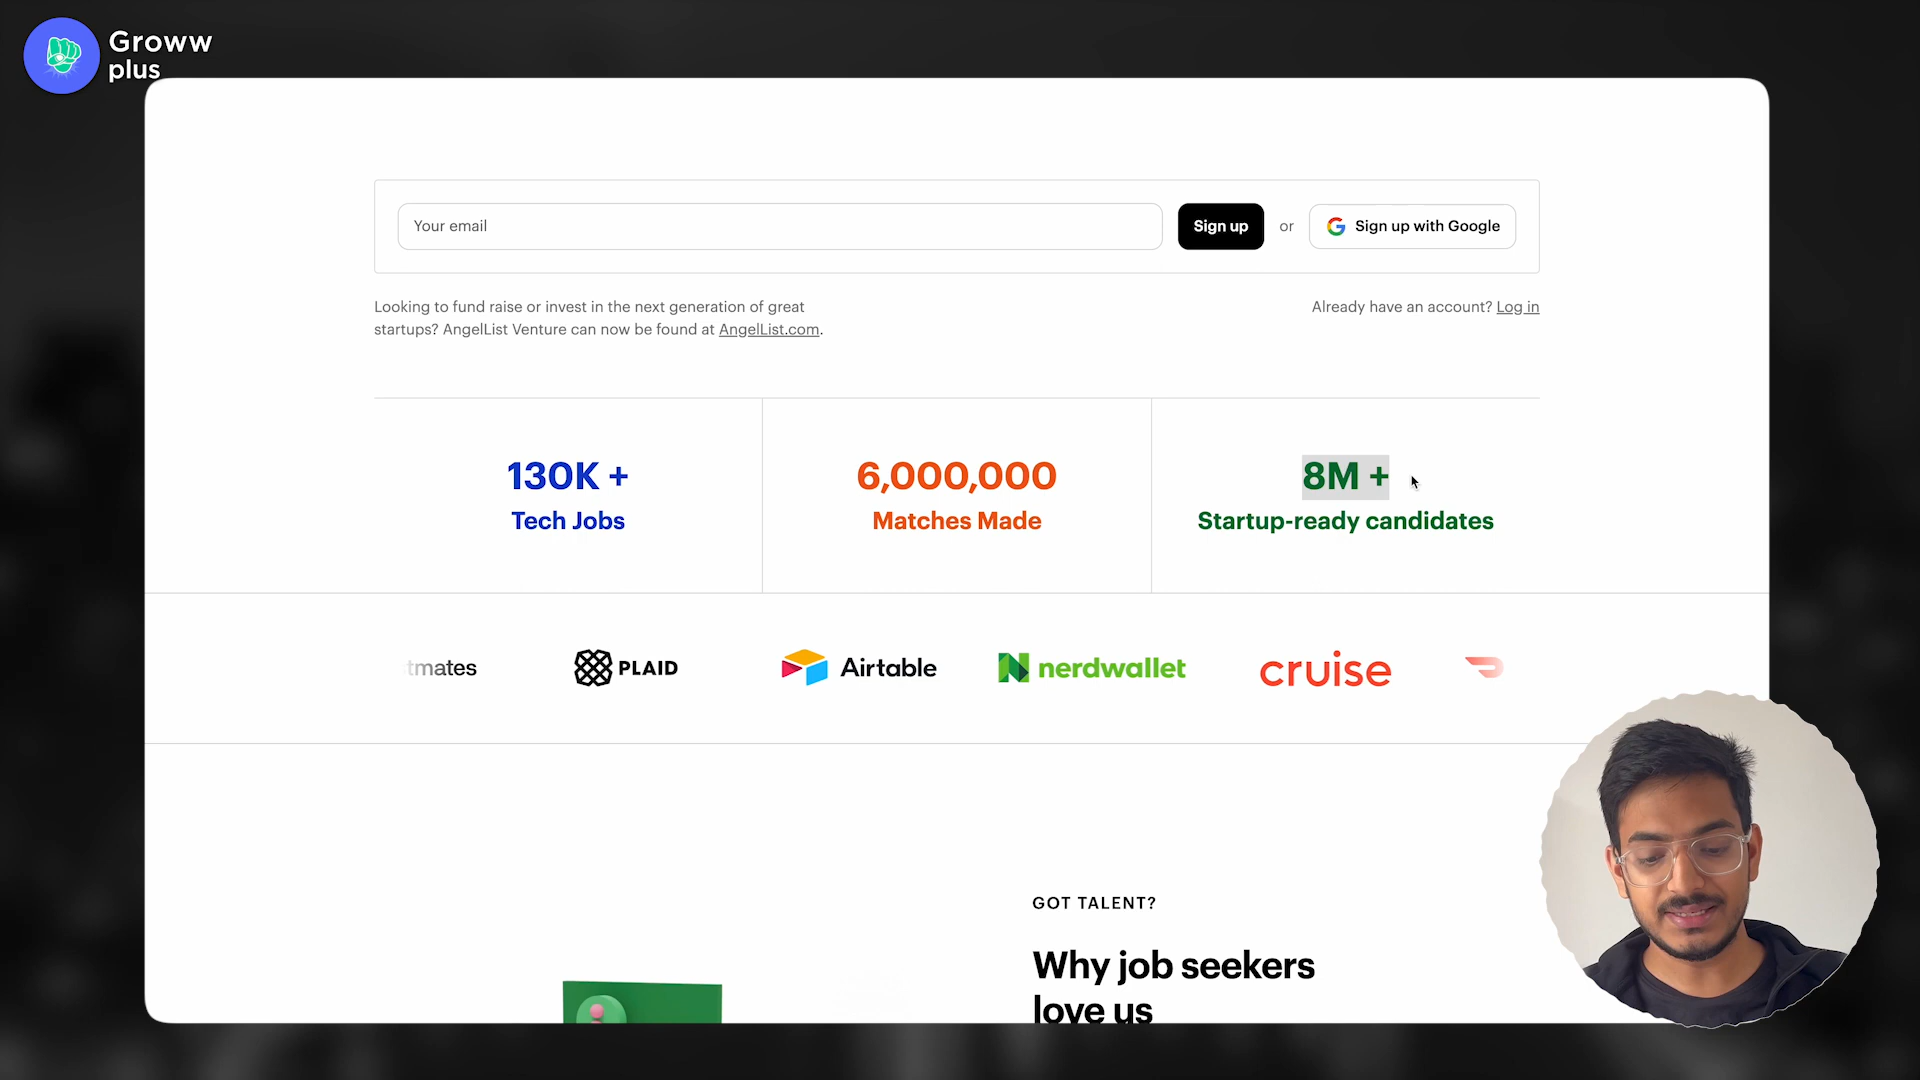 Groww
plus
Your email
Sign up
or
Sign up with Google
Looking to fund raise or invest in the next generation of great
startups? AngelList Venture can now be found at AngelList.com.
Already have an account? Log in
130K +
Tech Jobs
6,000,000
Matches Made
8M +
Startup-ready candidates
tmates
PLAID
Airtable
nerdwallet
cruise
GOT TALENT?
Why job seekers
love us